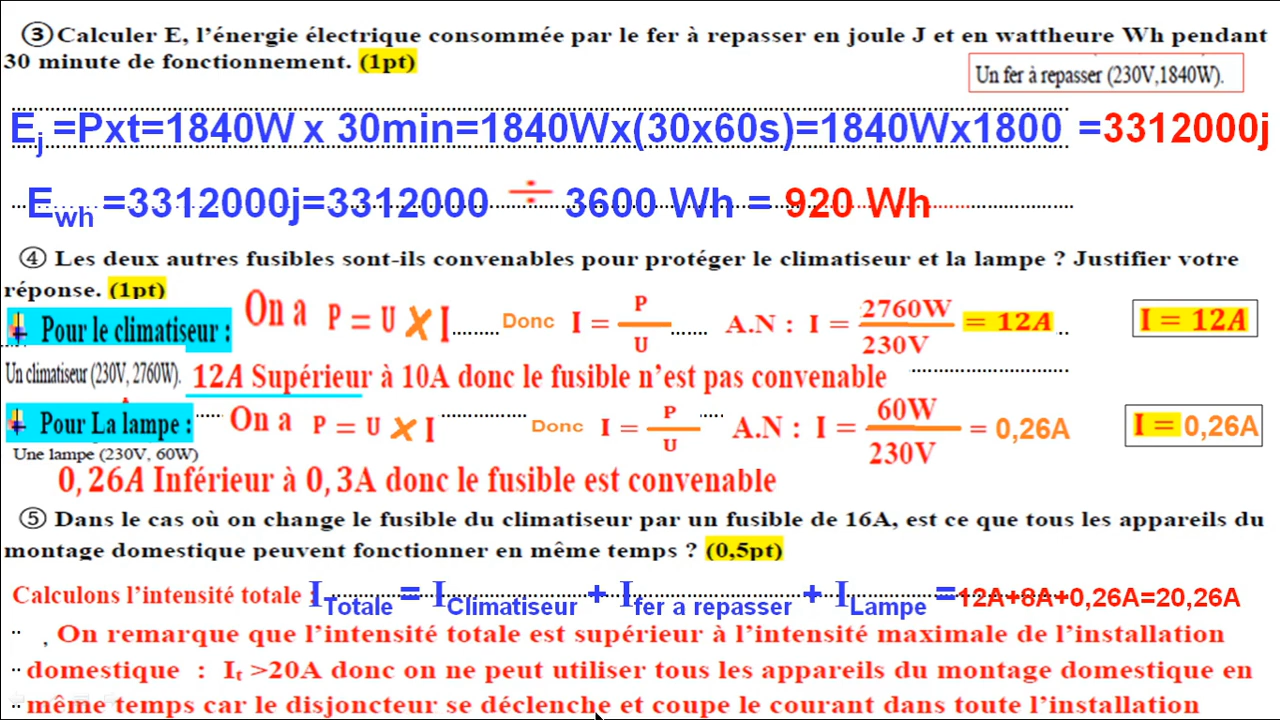 ③ Calculer E, l'énergie électrique consommée par le fer à repasser en joule J et en wattheure Wh pendant
30 minute de fonctionnement. (1pt)
Un fer à repasser (230V,1840W).
Ej =Pxt=1840W x 30min=1840Wx(30x60s)=1840Wx1800 =3312000j
Ewh =3312000j=3312000 ÷ 3600 Wh = 920 Wh
④ Les deux autres fusibles sont-ils convenables pour protéger le climatiseur et la lampe ? Justifier votre
réponse. (1pt)
Pour le climatiseur : On a P = U X I ........ Donc I = P/U ...... A.N : I = 2760W/230V = 12A .. I = 12A
Un climatiseur (230V, 2760W). 12A Supérieur à 10A donc le fusible n'est pas convenable
Pour La lampe : On a P = U X I Donc I = P/U A.N : I = 60W/230V = 0,26A I = 0,26A
Une lampe (230V, 60W)
0,26A Inférieur à 0,3A donc le fusible est convenable
⑤ Dans le cas où on change le fusible du climatiseur par un fusible de 16A, est ce que tous les appareils du
montage domestique peuvent fonctionner en même temps ? (0,5pt)
Calculons l'intensité totale : ITotale = IClimatiseur + Ifer a repasser + ILampe =12A+8A+0,26A=20,26A
, On remarque que l'intensité totale est supérieur à l'intensité maximale de l'installation
domestique : It >20A donc on ne peut utiliser tous les appareils du montage domestique en
même temps car le disjoncteur se déclenche et coupe le courant dans toute l'installation